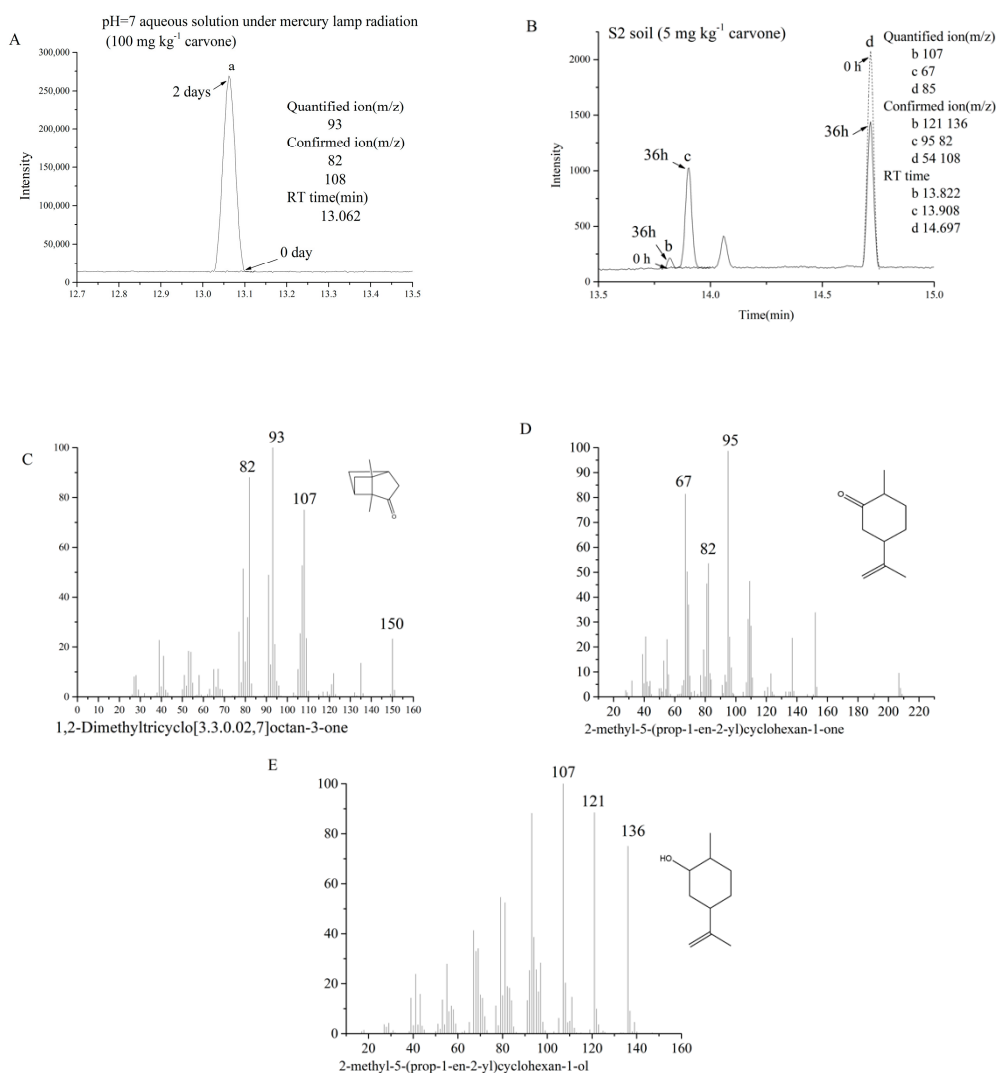 A
pH=7 aqueous solution under mercury lamp radiation
(100 mg kg-1 carvone)
300,000
250,000
200,000
150,000
100,000
50,000
0
Intensity
a
2 days
0 day
Quantified ion(m/z)
93
Confirmed ion(m/z)
82
108
RT time(min)
13.062
12.7 12.8 12.9 13.0 13.1 13.2 13.3 13.4 13.5
B
S2 soil (5 mg kg-1 carvone)
2000
1500
1000
500
0
Intensity
d
0 h
36h
36h
c
36h
b
0 h
Quantified ion(m/z)
b 107
c 67
d 85
Confirmed ion(m/z)
b 121 136
c 95 82
d 54 108
RT time
b 13.822
c 13.908
d 14.697
13.5 14.0 14.5 15.0
Time(min)
C
100
80
60
40
20
0
93
82
107
150
O
0 10 20 30 40 50 60 70 80 90 100 110 120 130 140 150 160
1,2-Dimethyltricyclo[3.3.0.02,7]octan-3-one
D
100
90
80
70
60
50
40
30
20
10
0
95
67
82
O
0 20 40 60 80 100 120 140 160 180 200 220
2-methyl-5-(prop-1-en-2-yl)cyclohexan-1-one
E
100
80
60
40
20
0
107
121
136
HO
20 40 60 80 100 120 140 160
2-methyl-5-(prop-1-en-2-yl)cyclohexan-1-ol